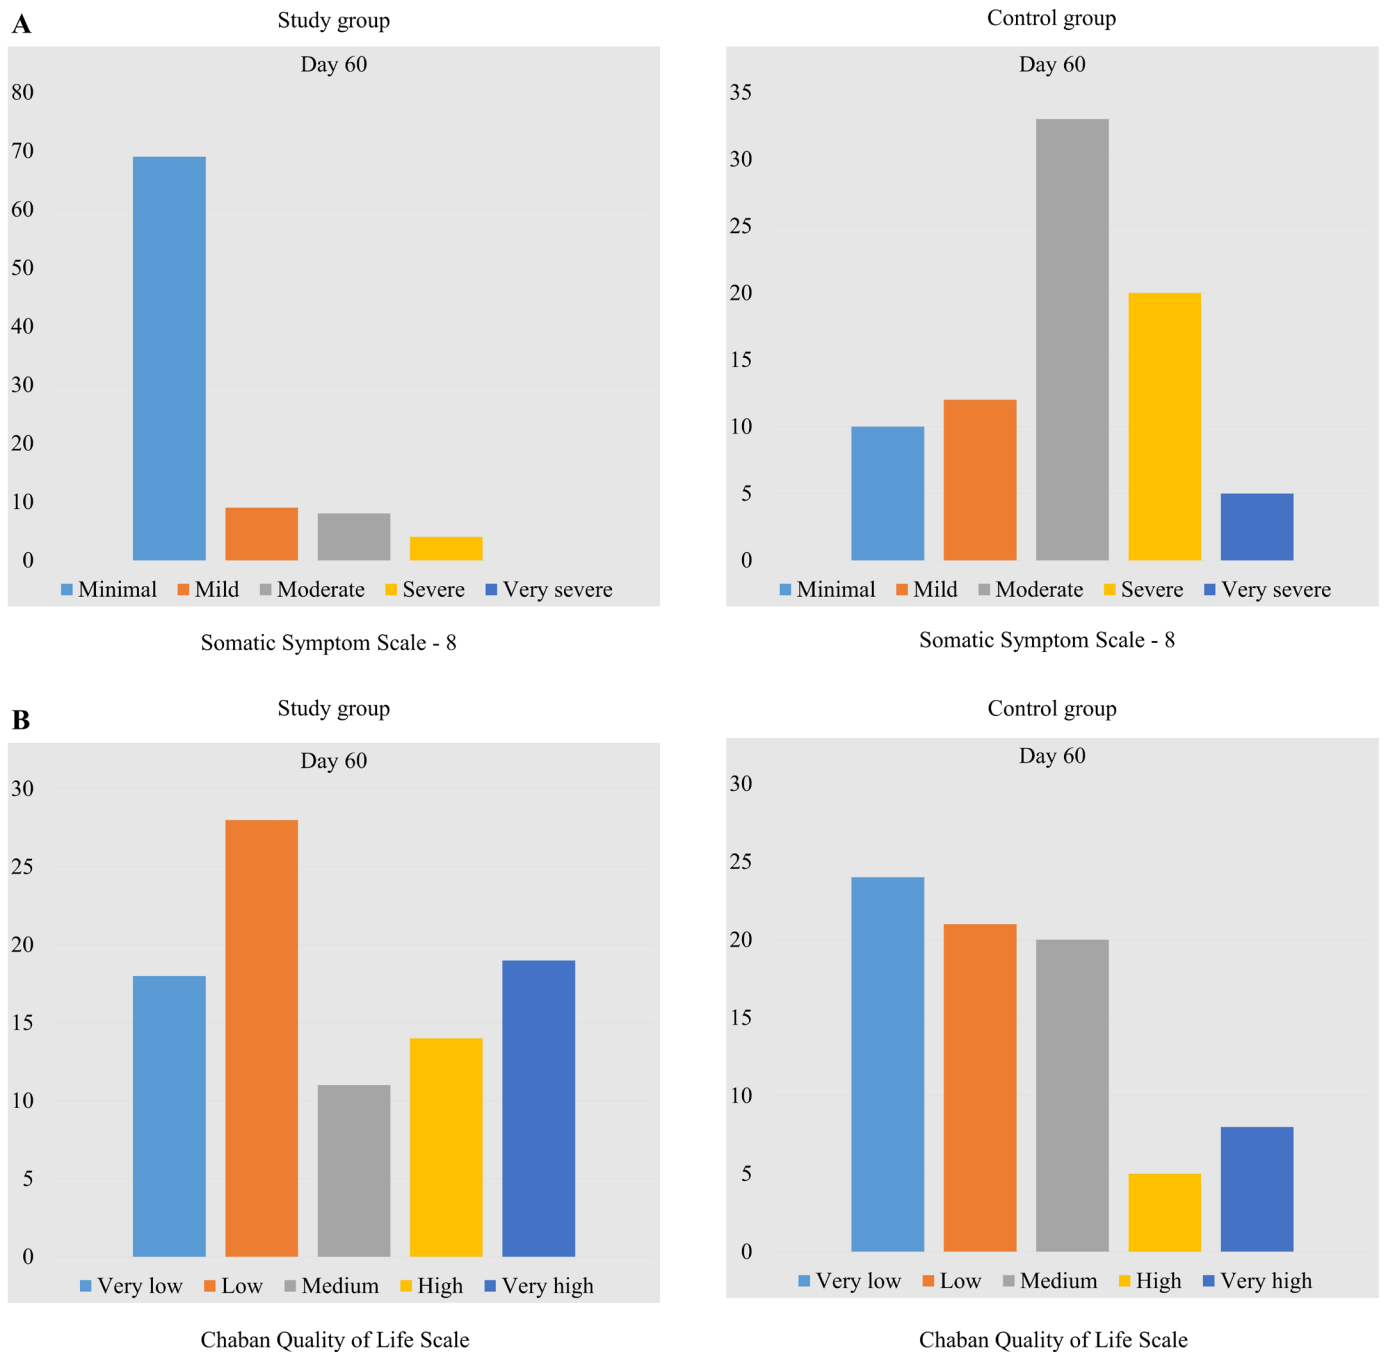 A
Study group
Day 60
80
70
60
50
40
30
20
10
0
Minimal Mild Moderate Severe Very severe
Somatic Symptom Scale - 8
Control group
Day 60
35
30
25
20
15
10
5
0
Minimal Mild Moderate Severe Very severe
Somatic Symptom Scale - 8
B
Study group
Day 60
30
25
20
15
10
5
0
Very low Low Medium High Very high
Chaban Quality of Life Scale
Control group
Day 60
30
25
20
15
10
5
0
Very low Low Medium High Very high
Chaban Quality of Life Scale